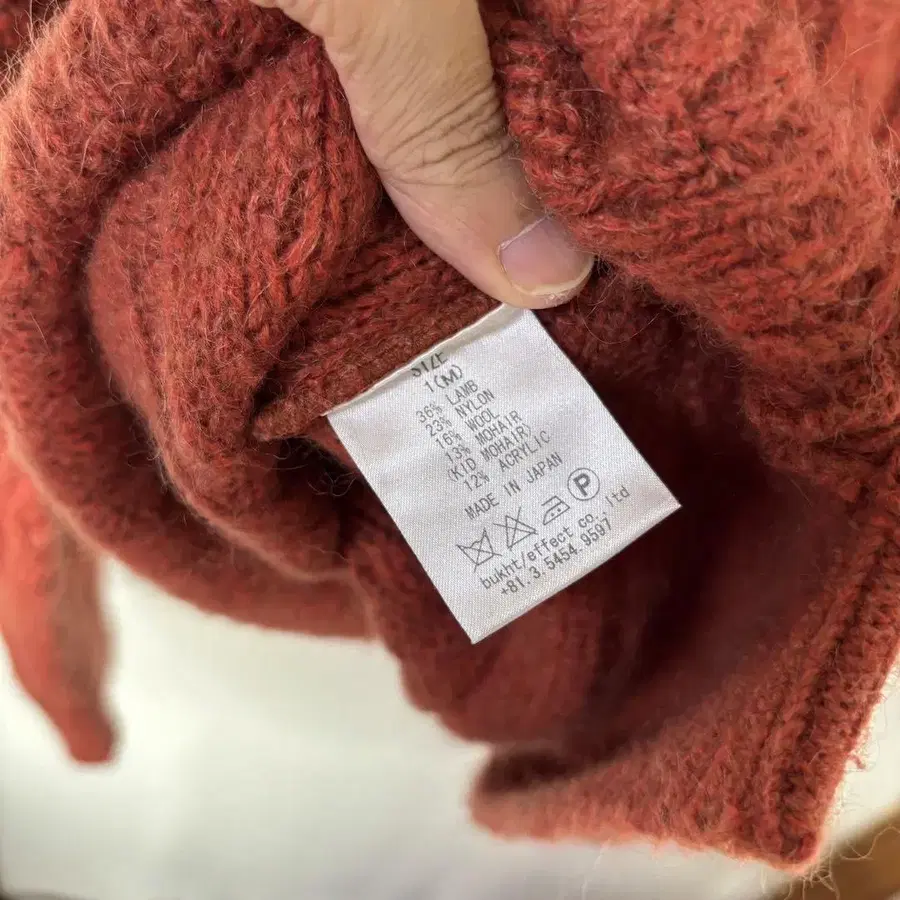 SIZE
1(M)
36% LAMB
23% NYLON
16% WOOL
13% MOHAIR
(KID MOHAIR)
12% ACRYLIC
MADE IN JAPAN
P
bukht/effect co.,ltd
+81.3.5454.9597